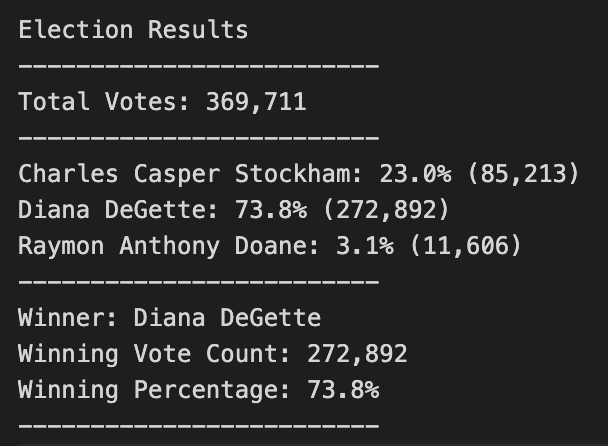 Election Results
-------------------------
Total Votes: 369,711
-------------------------
Charles Casper Stockham: 23.0% (85,213)
Diana DeGette: 73.8% (272,892)
Raymon Anthony Doane: 3.1% (11,606)
-------------------------
Winner: Diana DeGette
Winning Vote Count: 272,892
Winning Percentage: 73.8%
-------------------------